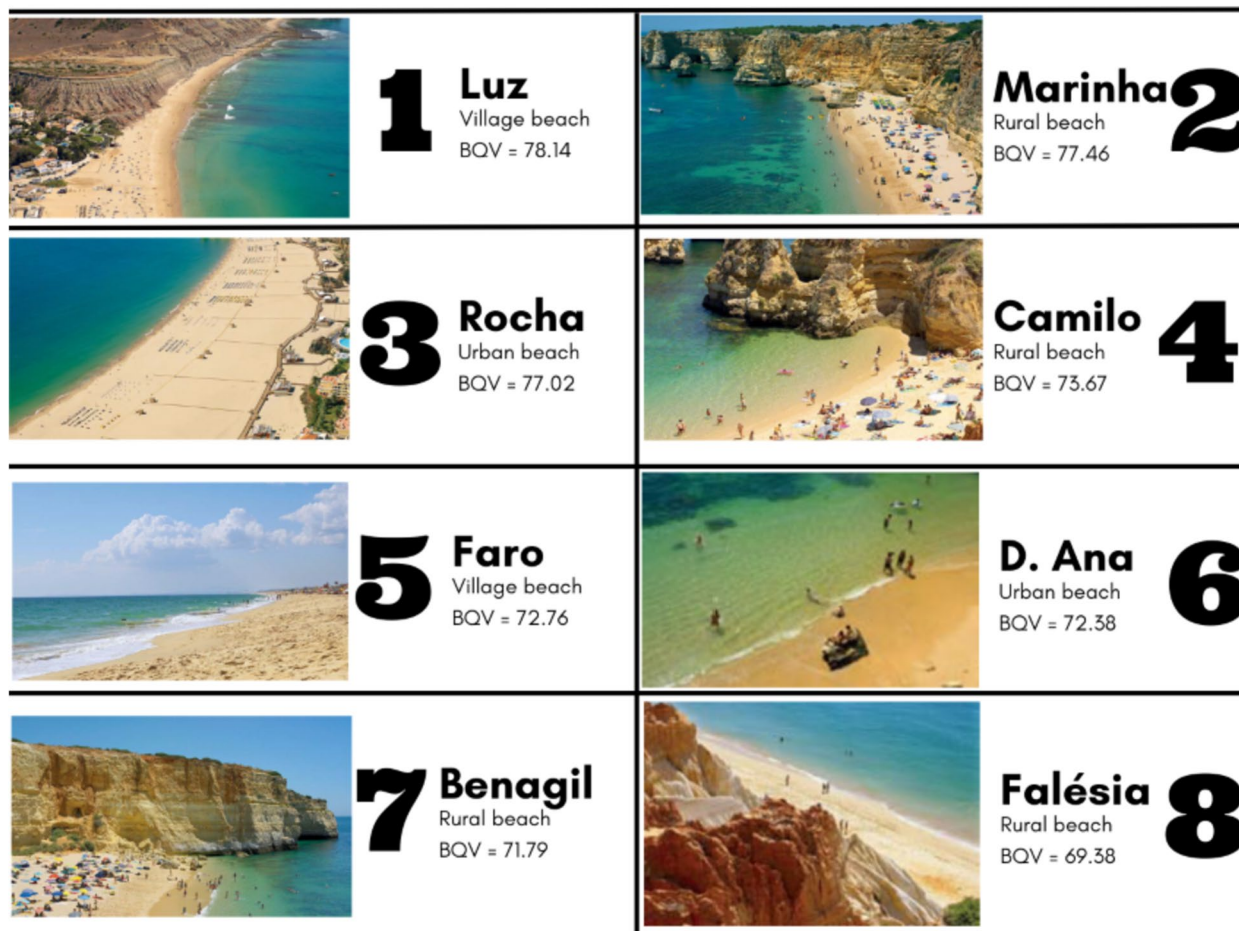 1
Luz
Village beach
BQV = 78.14
Marinha 2
Rural beach
BQV = 77.46
3
Rocha
Urban beach
BQV = 77.02
Camilo 4
Rural beach
BQV = 73.67
5
Faro
Village beach
BQV = 72.76
D. Ana 6
Urban beach
BQV = 72.38
7
Benagil
Rural beach
BQV = 71.79
Falésia 8
Rural beach
BQV = 69.38